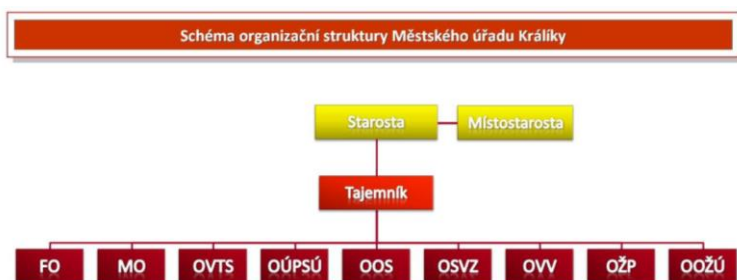 Schéma organizační struktury Městského úřadu Králíky
Starosta Místostarosta
Tajemník
FO MO OVTS OÚPSÚ OOS OSVZ OVV OŽP OOŽÚ